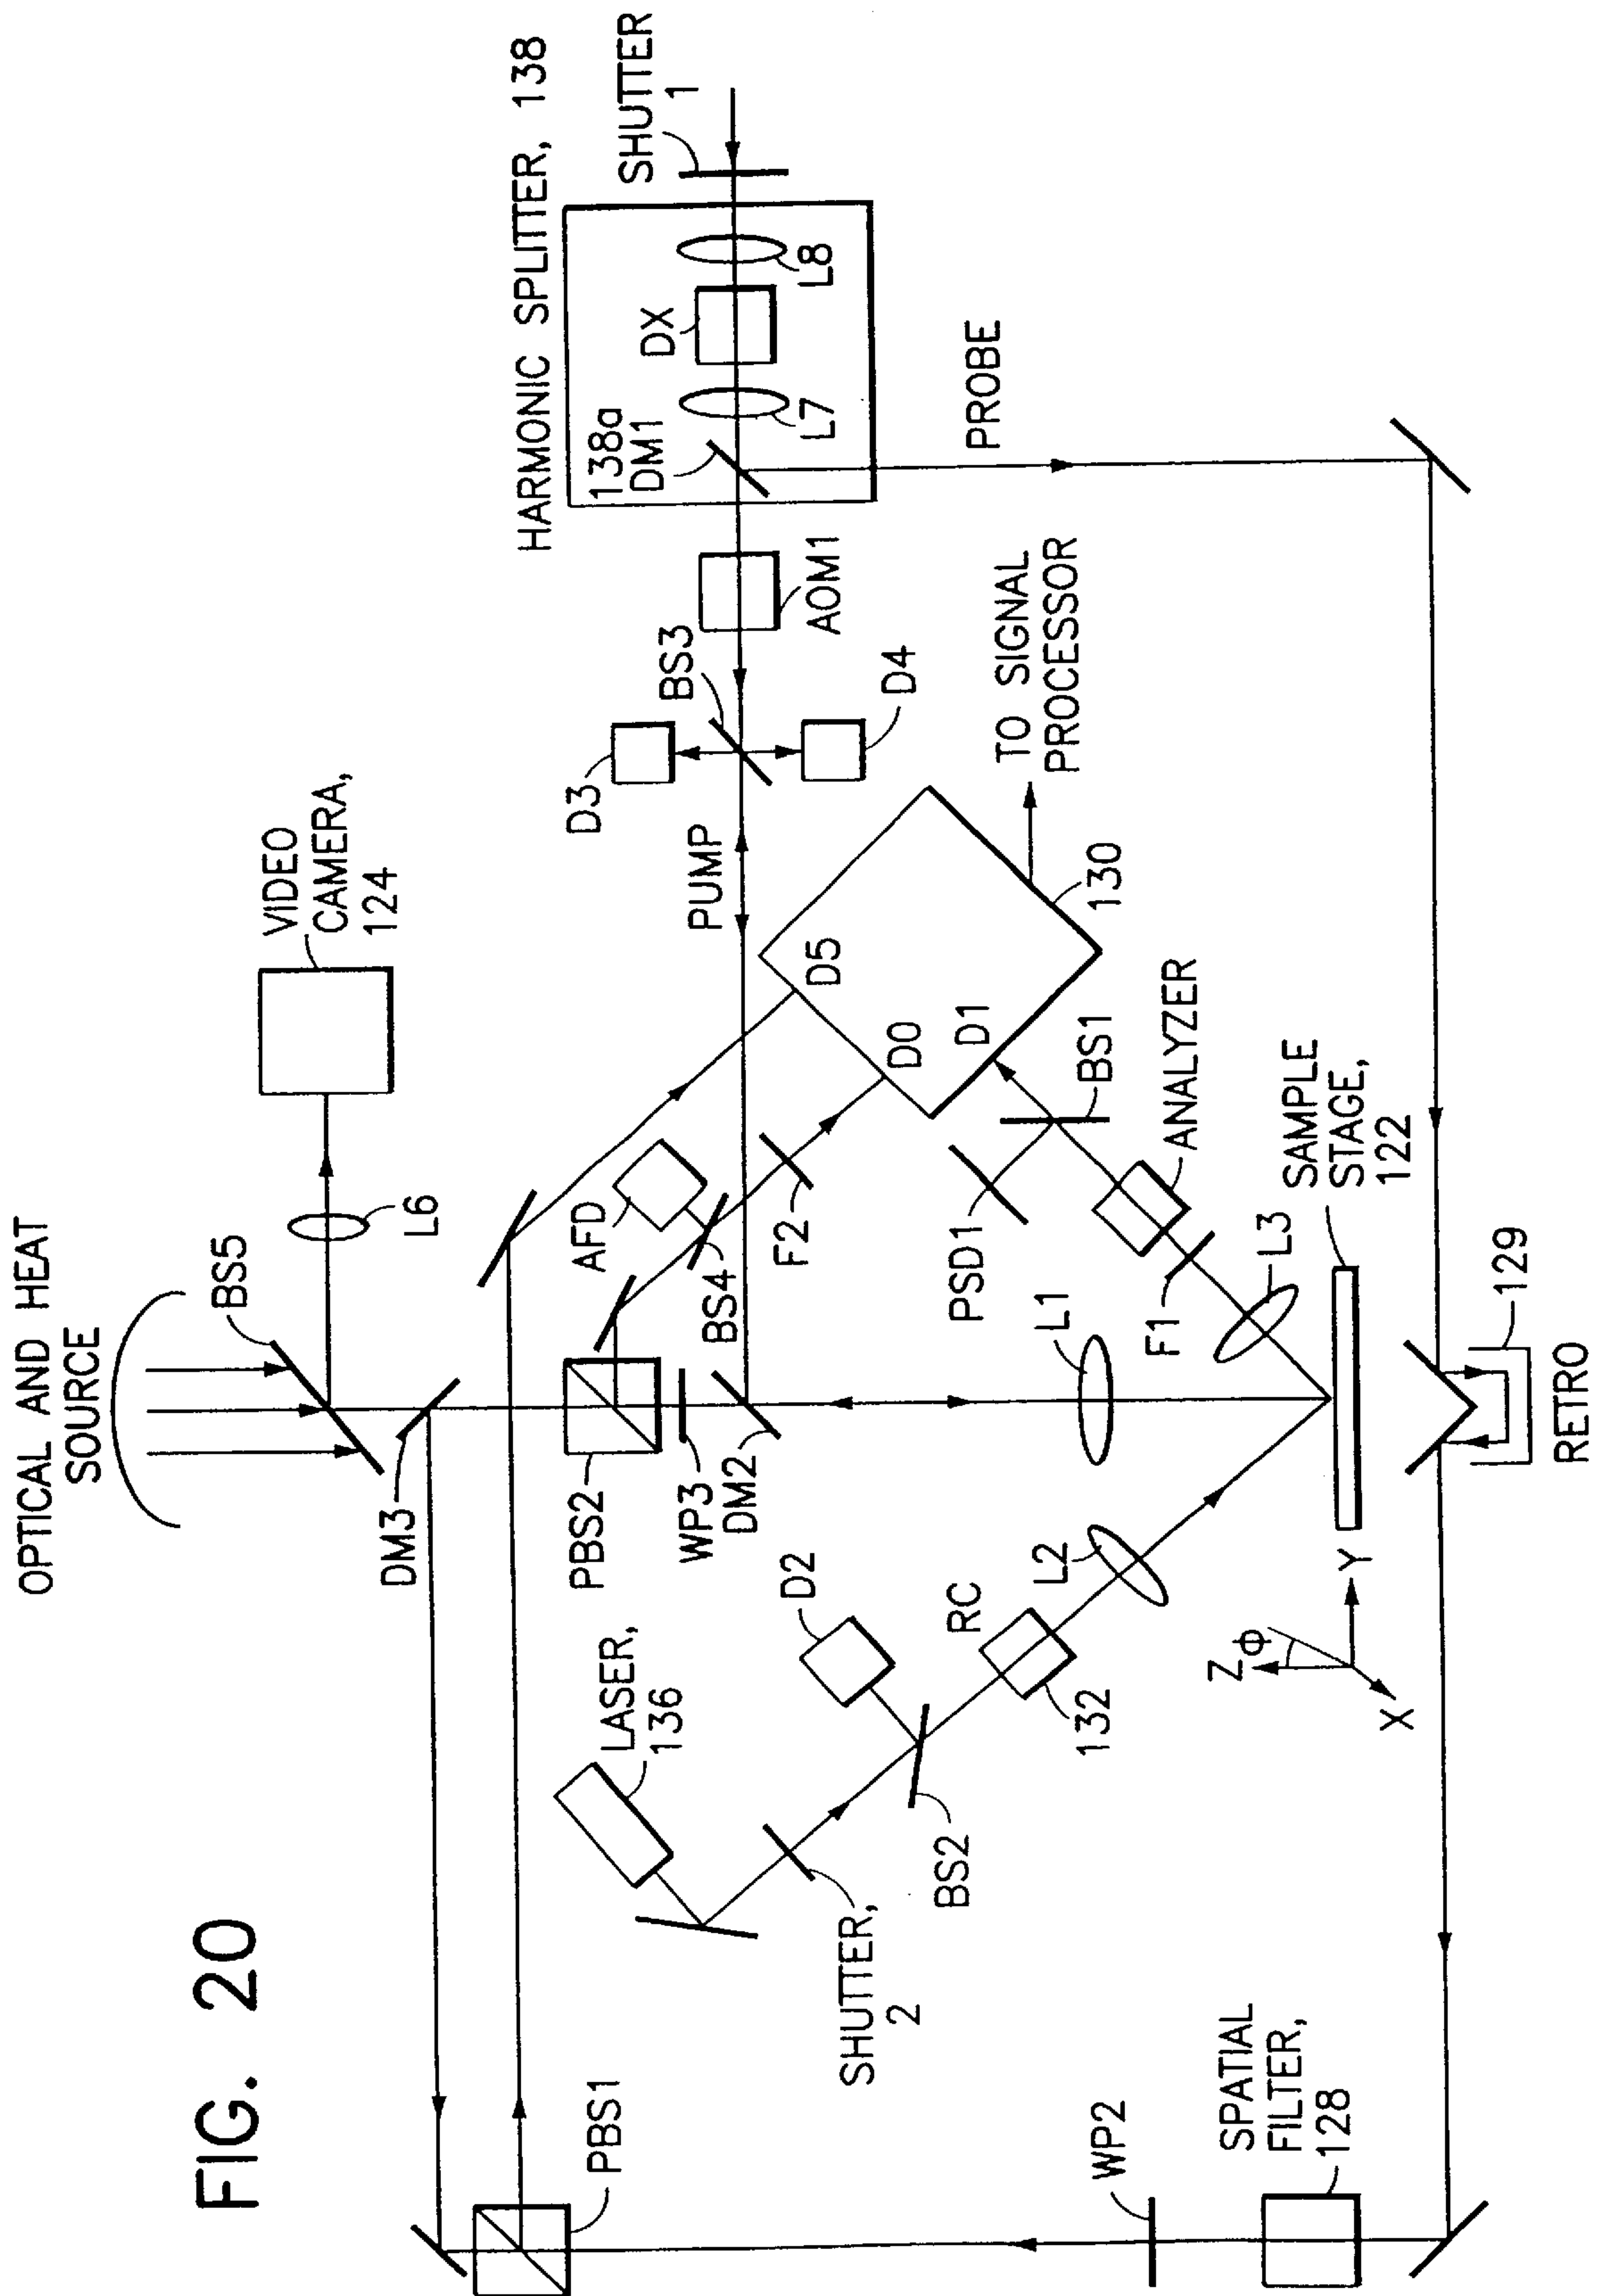 FIG. 20
OPTICAL AND HEAT
SOURCE
BS5
VIDEO
CAMERA,
124
L6
DM3
HARMONIC SPLITTER, 138
SHUTTER
1
138a
DM1
DX
L7
L8
PBS1
PBS2
WP3
DM2
AFD
BS4
F2
D3
BS3
D4
AOM1
PUMP
PROBE
LASER,
136
D2
SHUTTER,
2
BS2
RC
132
L2
L1
D5
D0
D1
130
TO SIGNAL
PROCESSOR
PSD1
BS1
ANALYZER
F1
L3
SAMPLE
STAGE,
122
Z
ϕ
Y
X
WP2
SPATIAL
FILTER,
128
129
RETRO